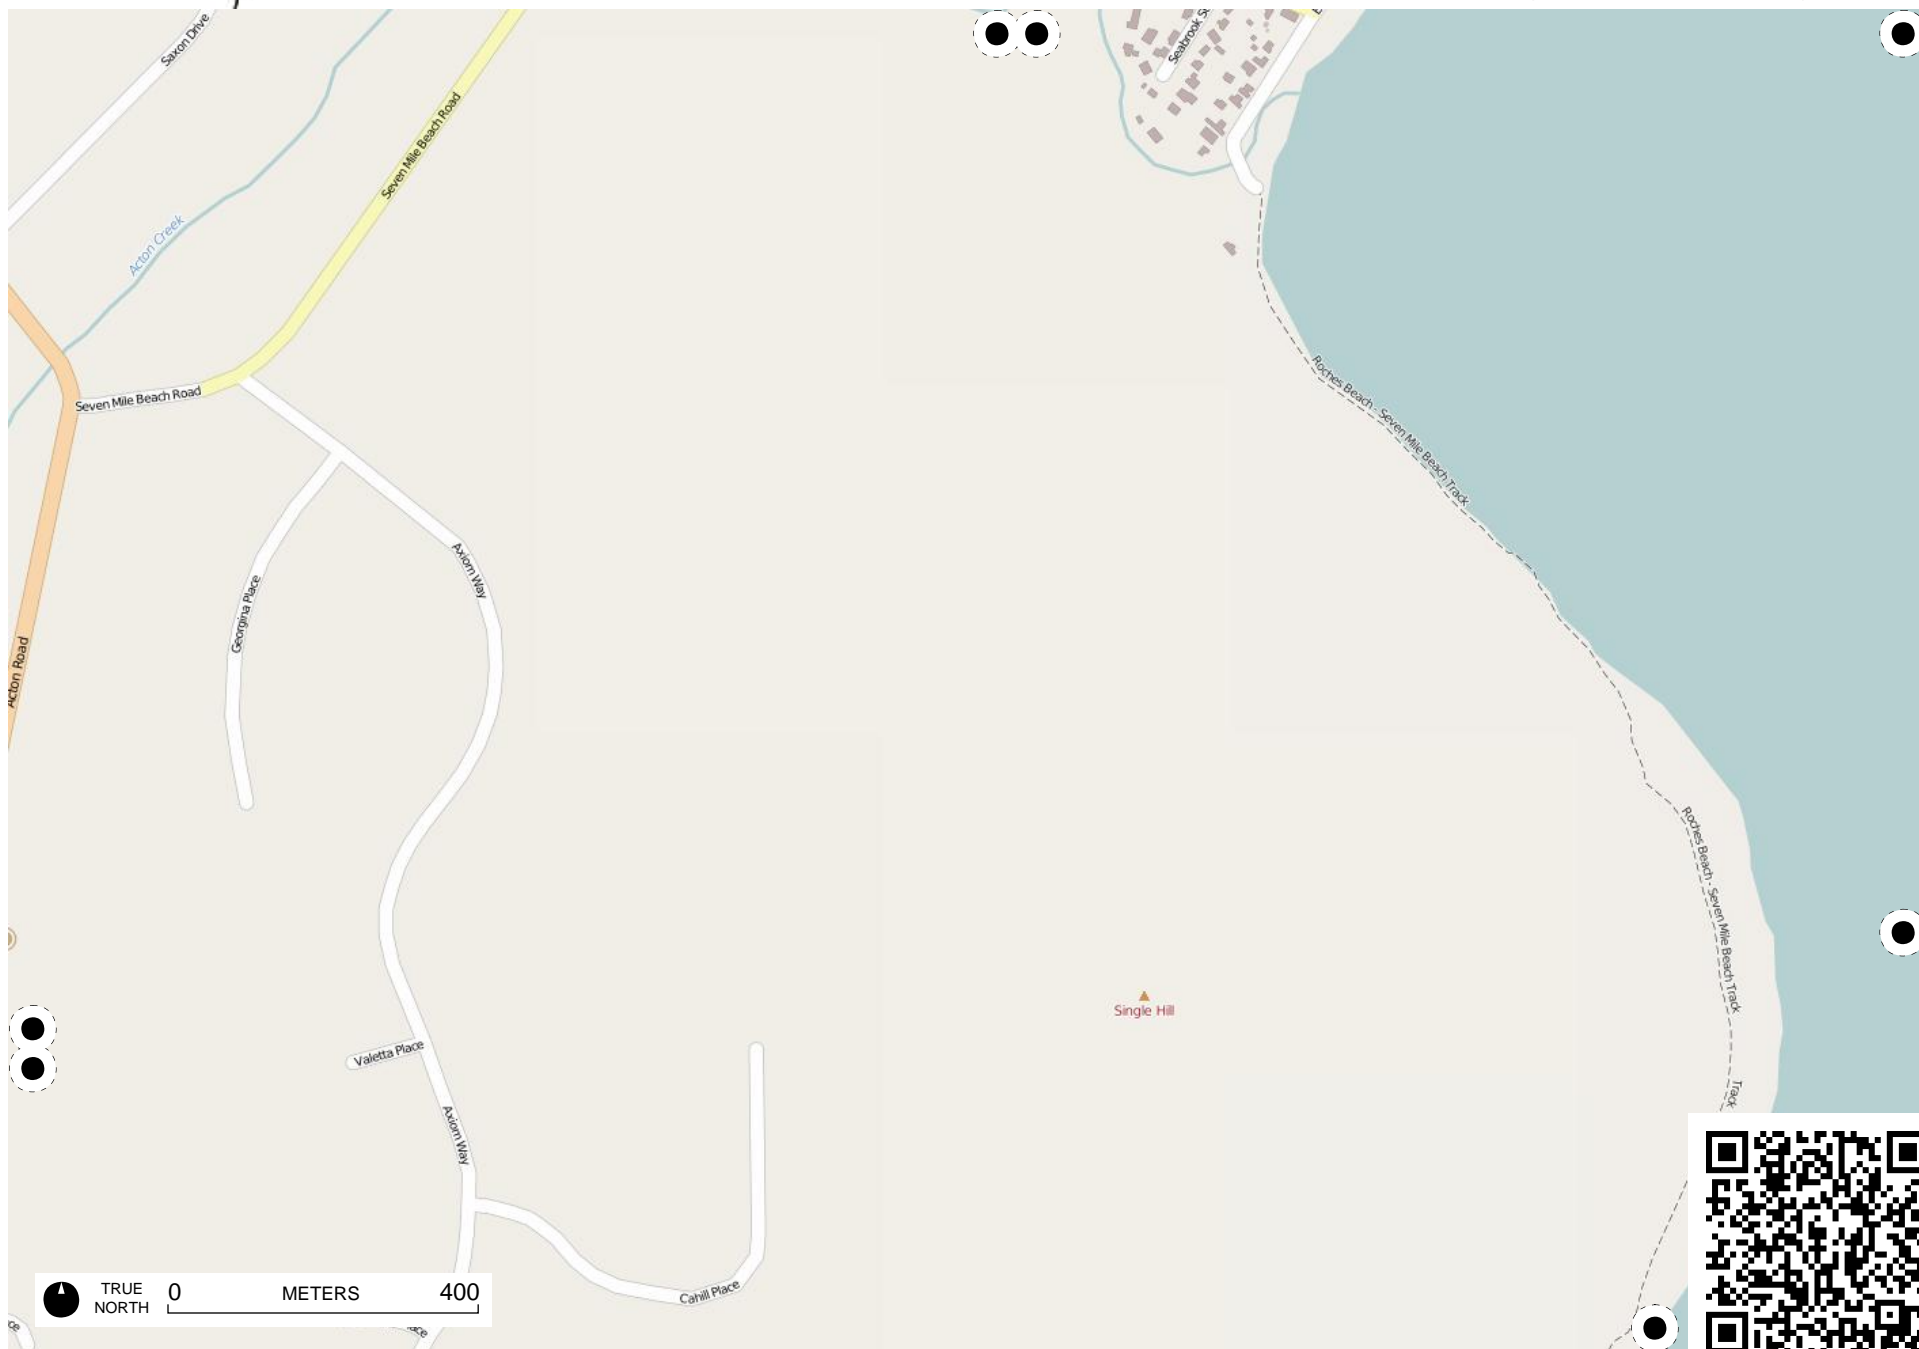 Saxon Drive
Seabrook
Seven Mile Beach Road
Acton Creek
Seven Mile Beach Road
Roches Beach - Seven Mile Beach Track
Axiom Way
Georgina Place
Acton Road
Roches Beach - Seven Mile Beach Track
Single Hill
Valetta Place
Track
Axiom Way
Cahill Place
TRUE
NORTH
0 METERS 400